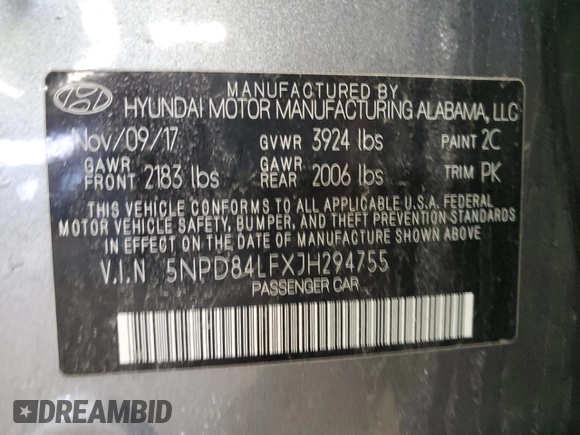 MANUFACTURED BY
HYUNDAI MOTOR MANUFACTURING ALABAMA, LLC
Nov/09/17 GVWR 3924 lbs PAINT 2C
GAWR FRONT 2183 lbs GAWR REAR 2006 lbs TRIM PK
THIS VEHICLE CONFORMS TO ALL APPLICABLE U.S.A. FEDERAL
MOTOR VEHICLE SAFETY, BUMPER, AND THEFT PREVENTION STANDARDS
IN EFFECT ON THE DATE OF MANUFACTURE SHOWN ABOVE
V.I.N 5NPD84LFXJH294755
PASSENGER CAR
DREAMBID